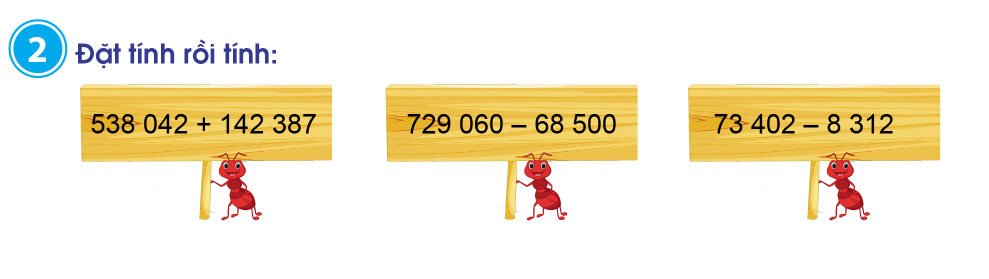 2 Đặt tính rồi tính:
538 042 + 142 387
729 060 – 68 500
73 402 – 8 312